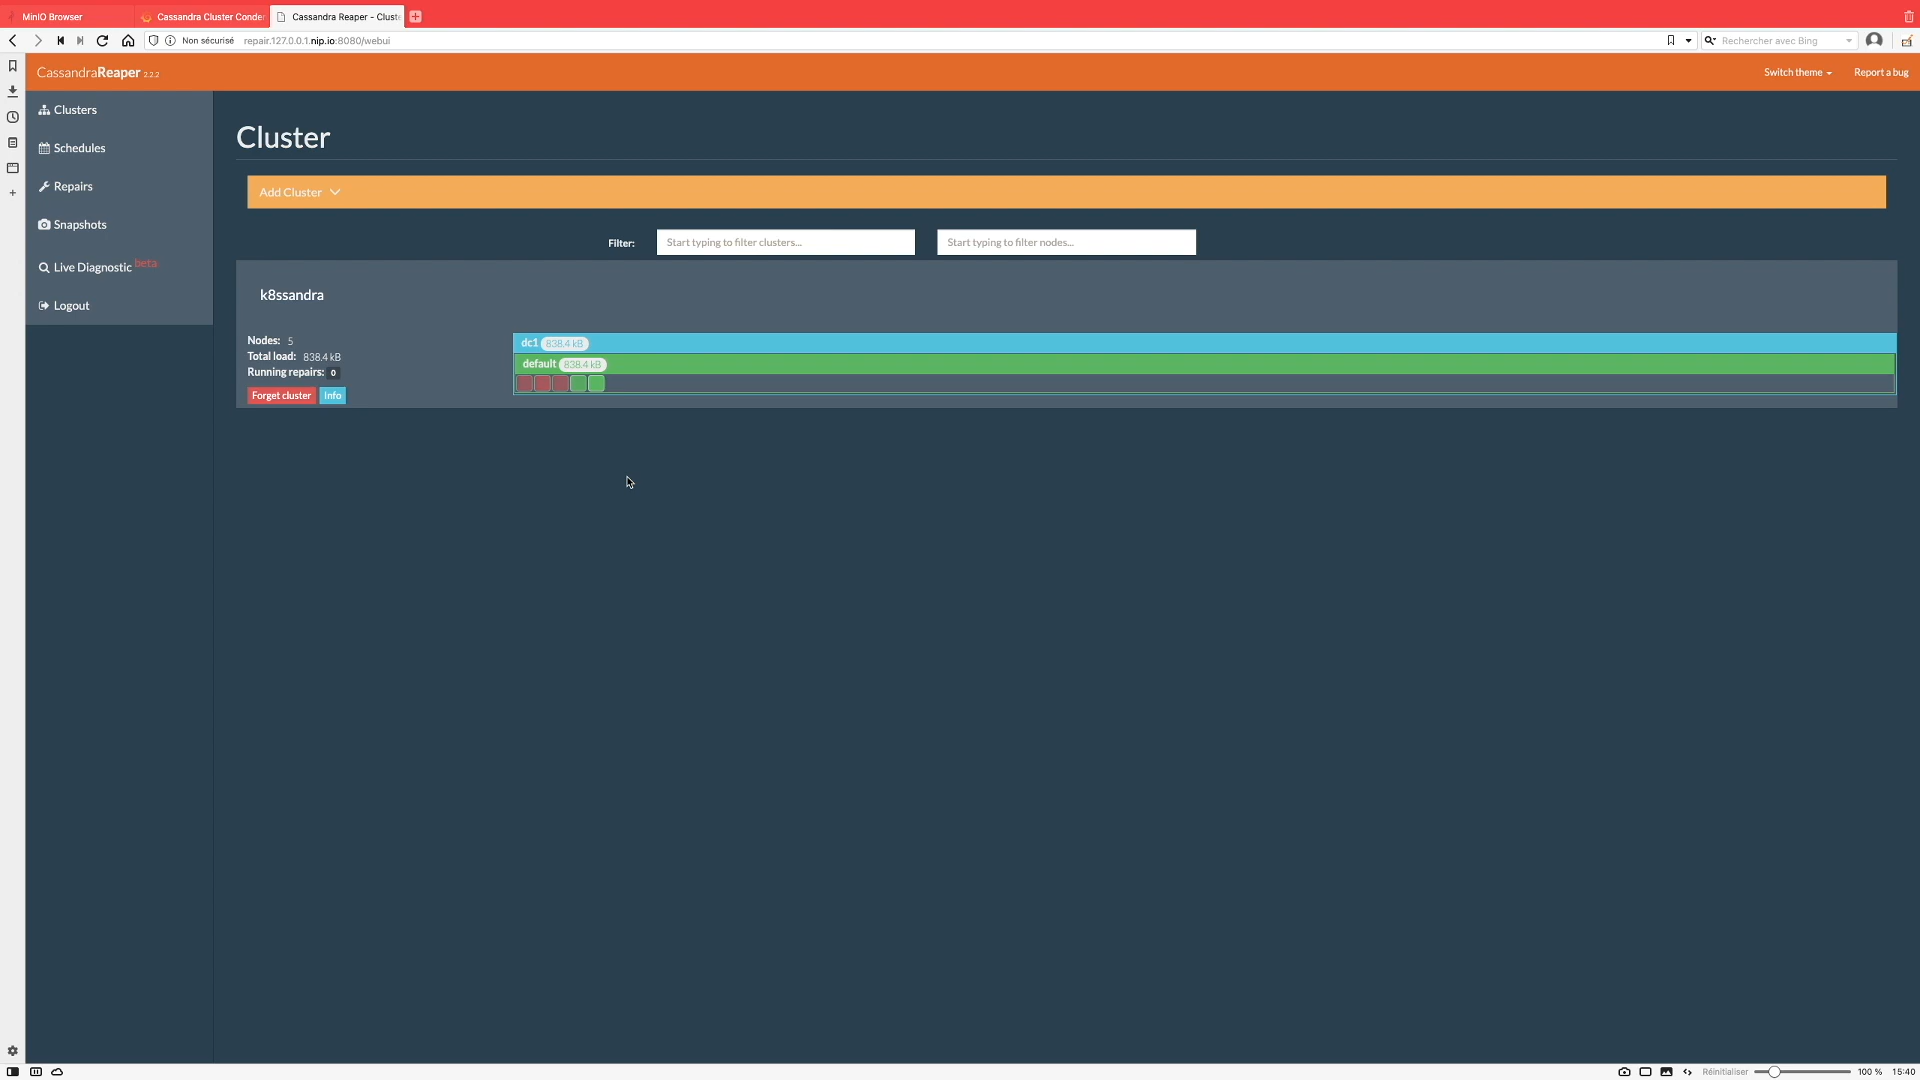 MinIO Browser
Cassandra Cluster Conde
Cassandra Reaper - Clust
Non sécurisé
repair.127.0.0.1.nip.io:8080/webui
Rechercher avec Bing
CassandraReaper 2.2.2
Switch theme
Report a bug
Clusters
Schedules
Repairs
Snapshots
Live Diagnostic beta
Logout
Cluster
Add Cluster
Filter:
Start typing to filter clusters...
Start typing to filter nodes...
k8ssandra
Nodes: 5
Total load: 838.4 kB
Running repairs: 0
Forget cluster
Info
dc1 838.4 kB
default 838.4 kB
Réinitialiser
100 %
15:40